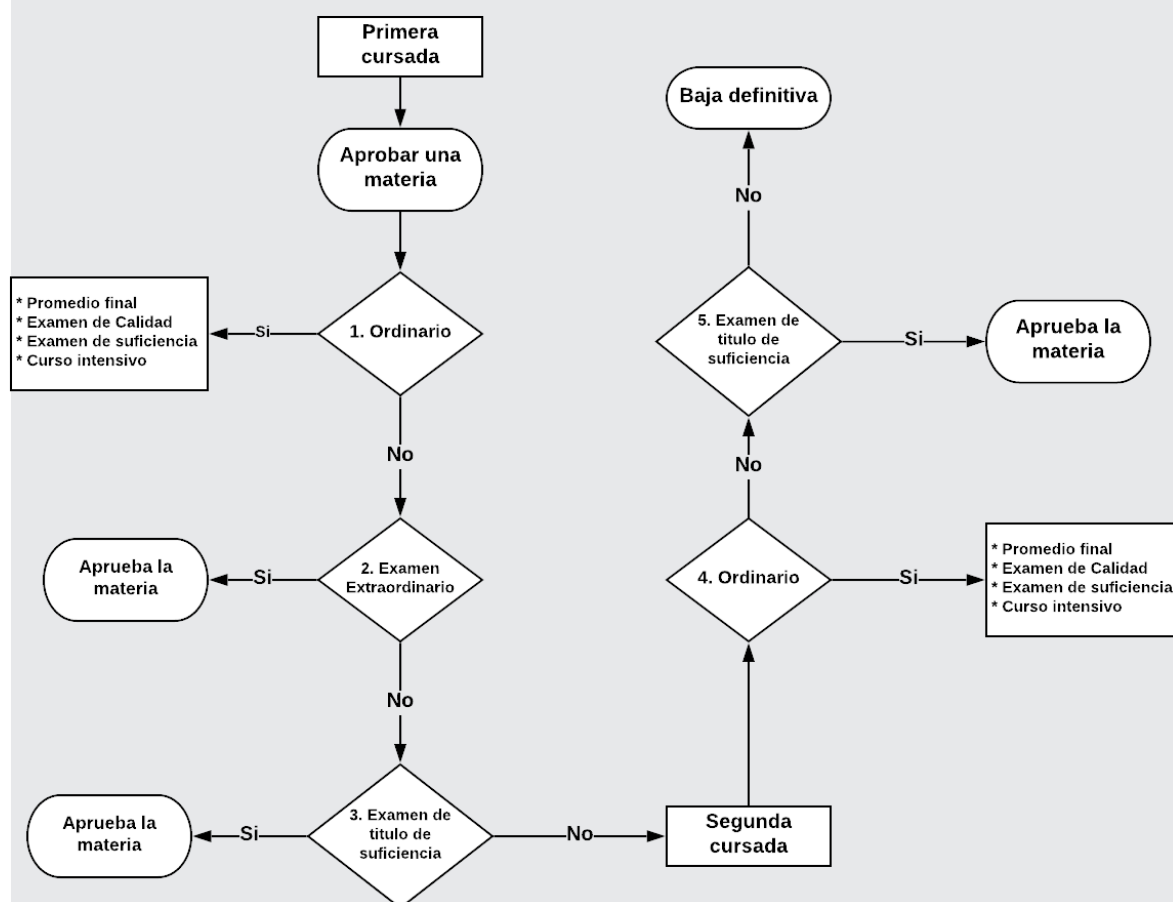 Primera
cursada
Aprobar una
materia
1. Ordinario
Si
* Promedio final
* Examen de Calidad
* Examen de suficiencia
* Curso intensivo
No
2. Examen
Extraordinario
Si
Aprueba la
materia
No
3. Examen de
titulo de
suficiencia
Si
Aprueba la
materia
No
Segunda
cursada
4. Ordinario
Si
* Promedio final
* Examen de Calidad
* Examen de suficiencia
* Curso intensivo
No
5. Examen de
titulo de
suficiencia
Si
Aprueba la
materia
No
Baja definitiva